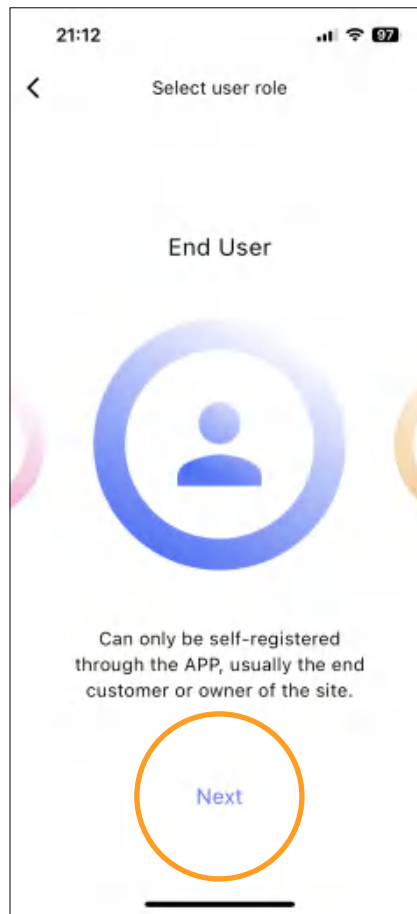 21:12
97
Select user role
End User
Can only be self-registered
through the APP, usually the end
customer or owner of the site.
Next